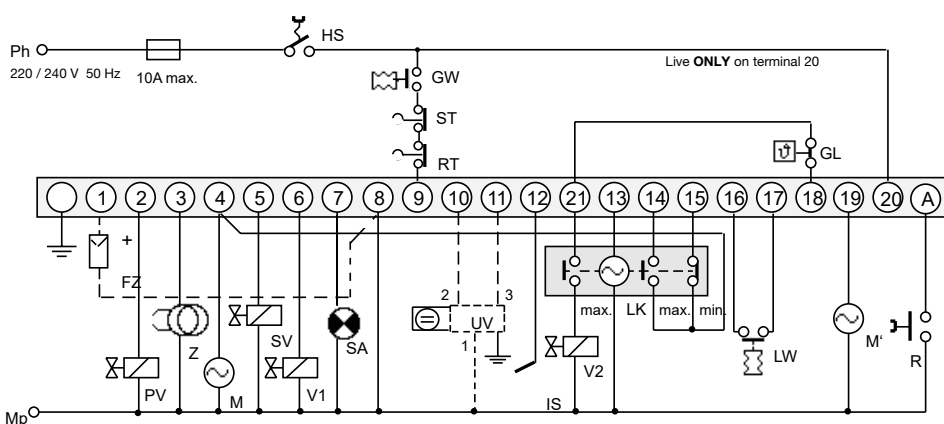 HS
Ph
220 / 240 V 50 Hz
10A max.
Live ONLY on terminal 20
GW
ST
RT
GL
ϑ
1 2 3 4 5 6 7 8 9 10 11 12 21 13 14 15 16 17 18 19 20 A
+
FZ
max. LK max. min.
2 3
UV
1
Z
SV
SA
PV
M
V1
IS
V2
LW
M‘
R
Mp